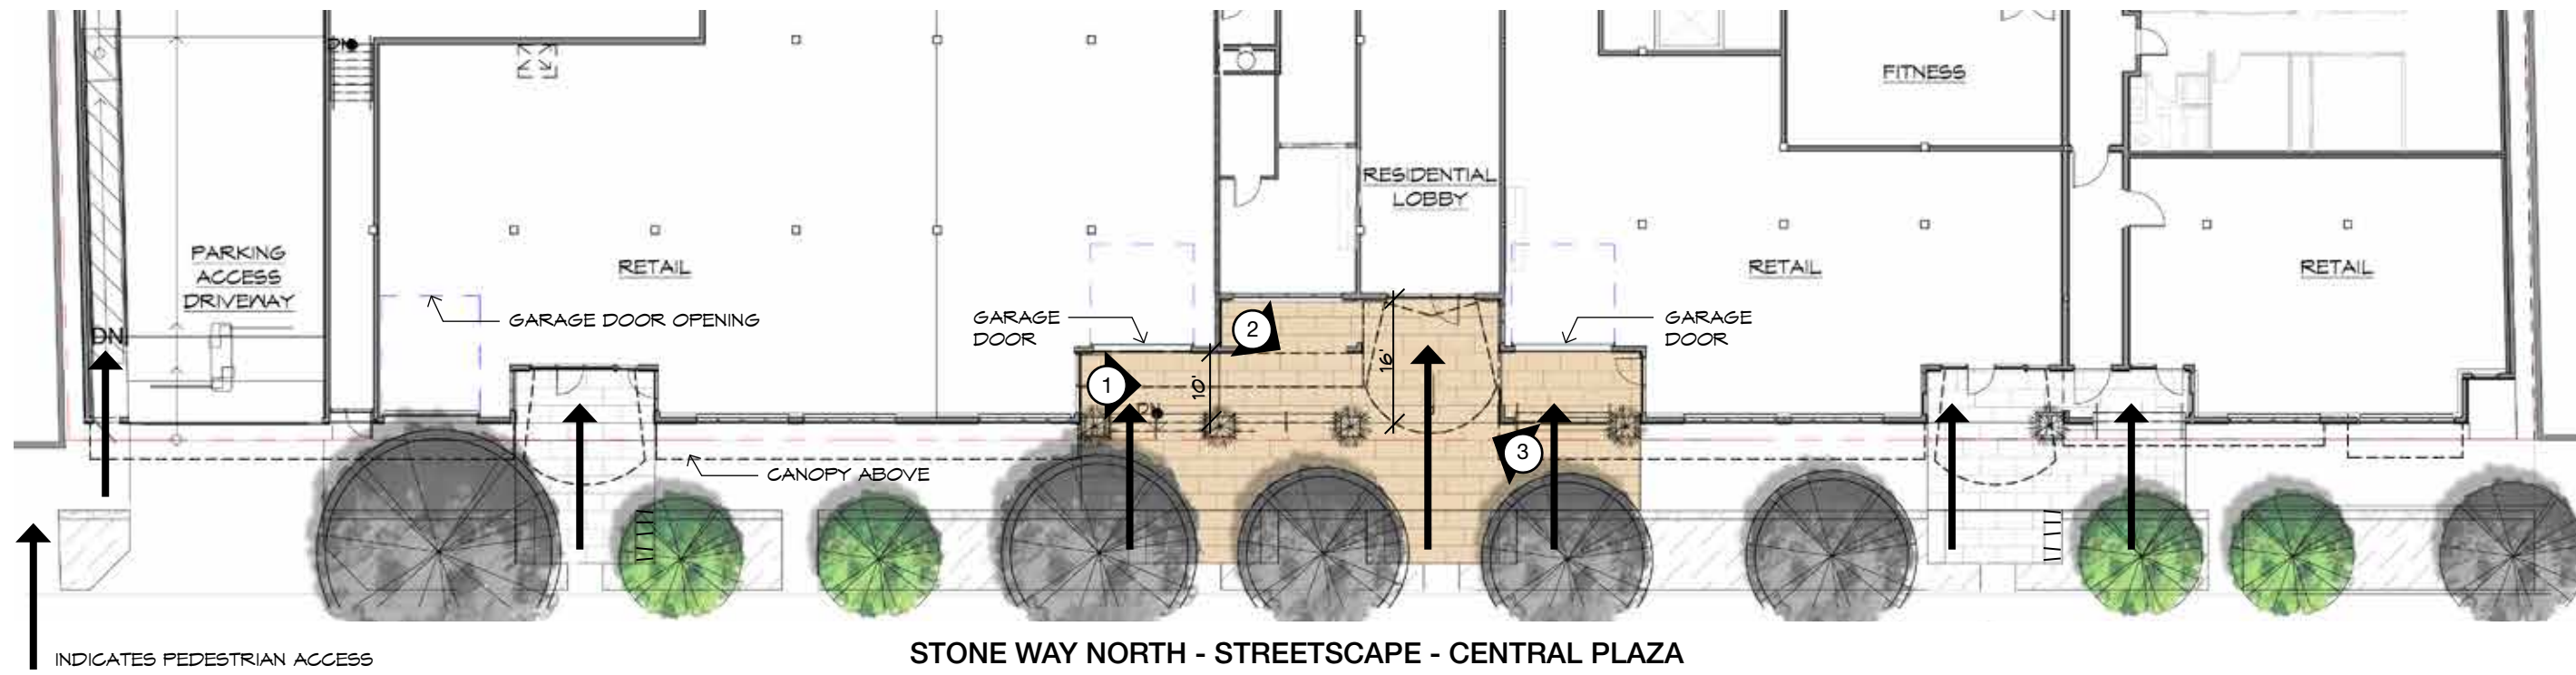 DN
FITNESS
RESIDENTIAL
LOBBY
PARKING
ACCESS
DRIVEWAY
RETAIL
RETAIL
RETAIL
DN
GARAGE DOOR OPENING
GARAGE
DOOR
2
GARAGE
DOOR
16'
10'
1
DN
3
CANOPY ABOVE
INDICATES PEDESTRIAN ACCESS
STONE WAY NORTH - STREETSCAPE - CENTRAL PLAZA